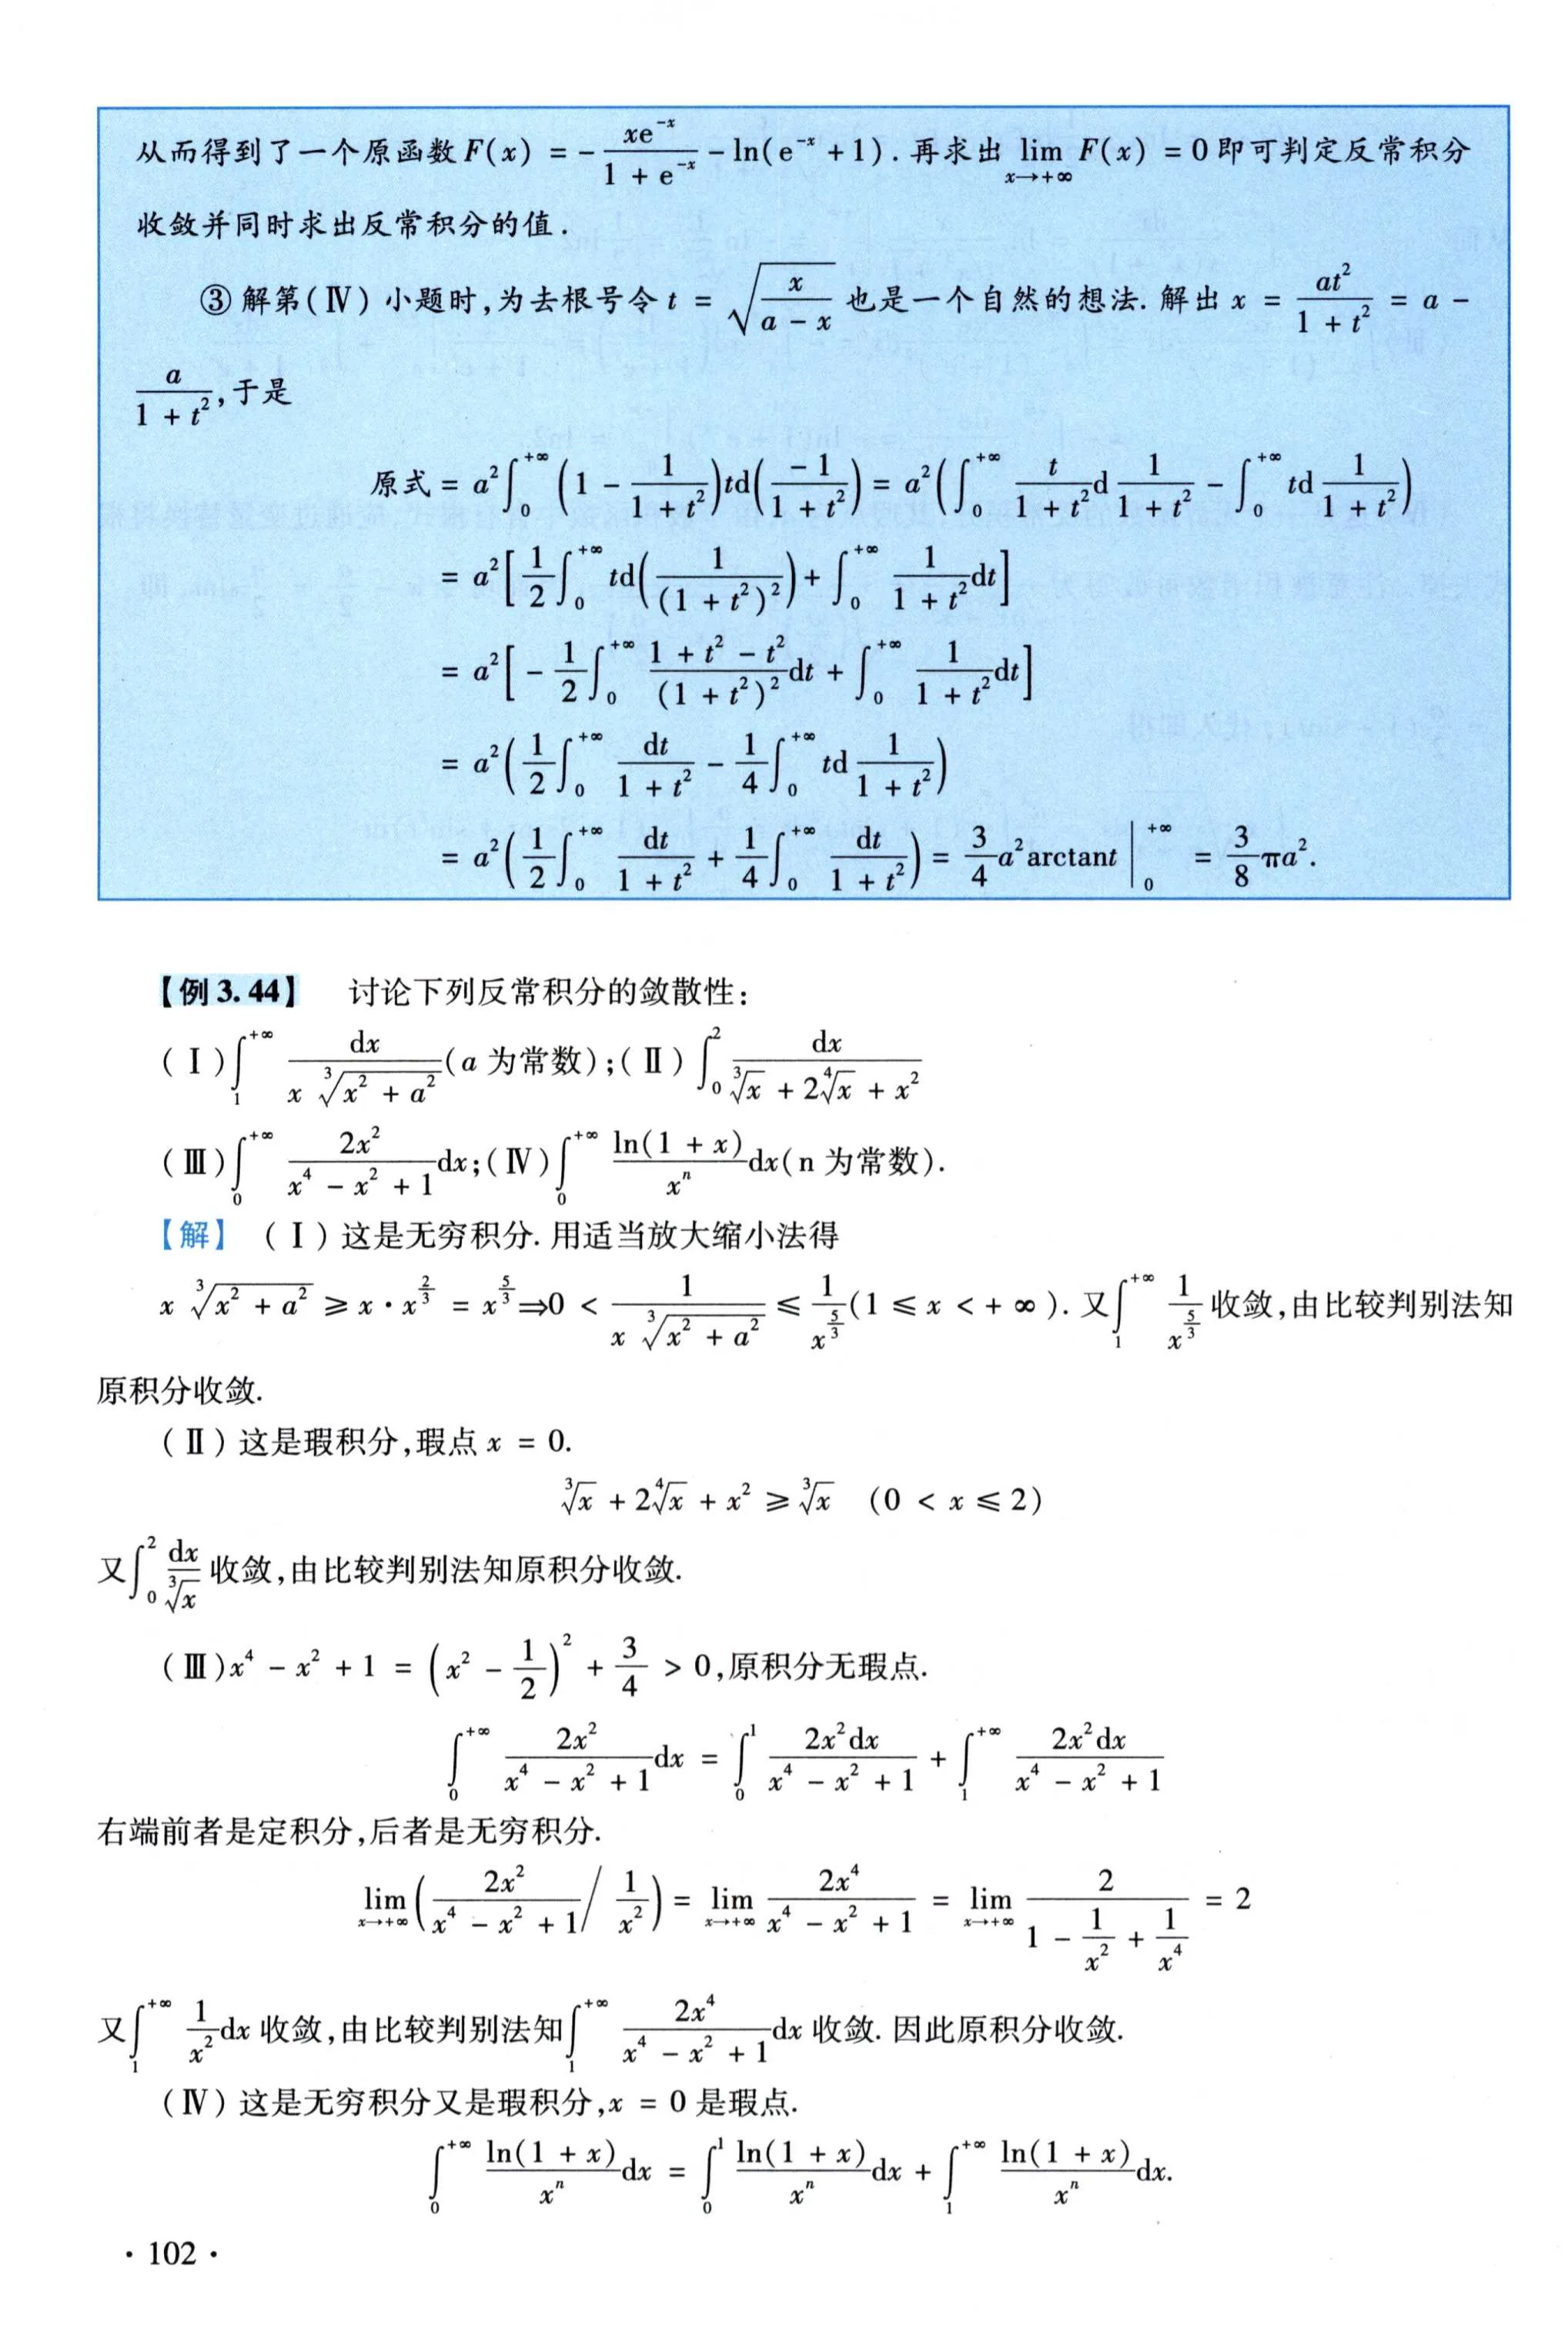 从而得到了一个原函数 $F(x) = -\frac{xe^{-x}}{1+e^{-x}} - \ln(e^{-x}+1)$. 再求出 $\lim_{x\to+\infty} F(x) = 0$ 即可判定反常积分
收敛并同时求出反常积分的值.
③ 解第(Ⅳ) 小题时,为去根号令 $t = \sqrt{\frac{x}{a-x}}$ 也是一个自然的想法. 解出 $x = \frac{at^2}{1+t^2} = a -$
$\frac{a}{1+t^2}$,于是
原式 $= a^2\int_0^{+\infty}\left(1-\frac{1}{1+t^2}\right)t\mathrm{d}\left(\frac{-1}{1+t^2}\right) = a^2\left(\int_0^{+\infty}\frac{t}{1+t^2}\mathrm{d}\frac{1}{1+t^2} - \int_0^{+\infty}t\mathrm{d}\frac{1}{1+t^2}\right)$
$= a^2\left[\frac{1}{2}\int_0^{+\infty}t\mathrm{d}\left(\frac{1}{(1+t^2)^2}\right) + \int_0^{+\infty}\frac{1}{1+t^2}\mathrm{d}t\right]$
$= a^2\left[-\frac{1}{2}\int_0^{+\infty}\frac{1+t^2-t^2}{(1+t^2)^2}\mathrm{d}t + \int_0^{+\infty}\frac{1}{1+t^2}\mathrm{d}t\right]$
$= a^2\left(\frac{1}{2}\int_0^{+\infty}\frac{\mathrm{d}t}{1+t^2} - \frac{1}{4}\int_0^{+\infty}t\mathrm{d}\frac{1}{1+t^2}\right)$
$= a^2\left(\frac{1}{2}\int_0^{+\infty}\frac{\mathrm{d}t}{1+t^2} + \frac{1}{4}\int_0^{+\infty}\frac{\mathrm{d}t}{1+t^2}\right) = \frac{3}{4}a^2\arctan t\Big|_0^{+\infty} = \frac{3}{8}\pi a^2.$
【例 3.44】 讨论下列反常积分的敛散性:
(Ⅰ)$\int_1^{+\infty}\frac{\mathrm{d}x}{x\sqrt[3]{x^2+a^2}}$(a 为常数);(Ⅱ)$\int_0^2\frac{\mathrm{d}x}{\sqrt[3]{x}+2\sqrt[4]{x}+x^2}$
(Ⅲ)$\int_0^{+\infty}\frac{2x^2}{x^4-x^2+1}\mathrm{d}x$;(Ⅳ)$\int_0^{+\infty}\frac{\ln(1+x)}{x^n}\mathrm{d}x$(n 为常数).
【解】 (Ⅰ) 这是无穷积分. 用适当放大缩小法得
$x\sqrt[3]{x^2+a^2} \geqslant x\cdot x^{\frac{2}{3}} = x^{\frac{5}{3}} \Rightarrow 0 < \frac{1}{x\sqrt[3]{x^2+a^2}} \leqslant \frac{1}{x^{\frac{5}{3}}}(1\leqslant x<+\infty)$. 又$\int_1^{+\infty}\frac{1}{x^{\frac{5}{3}}}$收敛,由比较判别法知
原积分收敛.
(Ⅱ) 这是瑕积分,瑕点 $x = 0$.
$\sqrt[3]{x}+2\sqrt[4]{x}+x^2 \geqslant \sqrt[3]{x}\quad(0<x\leqslant 2)$
又$\int_0^2\frac{\mathrm{d}x}{\sqrt[3]{x}}$收敛,由比较判别法知原积分收敛.
(Ⅲ)$x^4-x^2+1 = \left(x^2-\frac{1}{2}\right)^2+\frac{3}{4} > 0$,原积分无瑕点.
$\int_0^{+\infty}\frac{2x^2}{x^4-x^2+1}\mathrm{d}x = \int_0^1\frac{2x^2\mathrm{d}x}{x^4-x^2+1} + \int_1^{+\infty}\frac{2x^2\mathrm{d}x}{x^4-x^2+1}$
右端前者是定积分,后者是无穷积分.
$\lim_{x\to+\infty}\left(\frac{2x^2}{x^4-x^2+1}\Big/\frac{1}{x^2}\right) = \lim_{x\to+\infty}\frac{2x^4}{x^4-x^2+1} = \lim_{x\to+\infty}\frac{2}{1-\frac{1}{x^2}+\frac{1}{x^4}} = 2$
又$\int_1^{+\infty}\frac{1}{x^2}\mathrm{d}x$ 收敛,由比较判别法知$\int_1^{+\infty}\frac{2x^4}{x^4-x^2+1}\mathrm{d}x$ 收敛. 因此原积分收敛.
(Ⅳ) 这是无穷积分又是瑕积分,$x = 0$ 是瑕点.
$\int_0^{+\infty}\frac{\ln(1+x)}{x^n}\mathrm{d}x = \int_0^1\frac{\ln(1+x)}{x^n}\mathrm{d}x + \int_1^{+\infty}\frac{\ln(1+x)}{x^n}\mathrm{d}x.$
· 102 ·